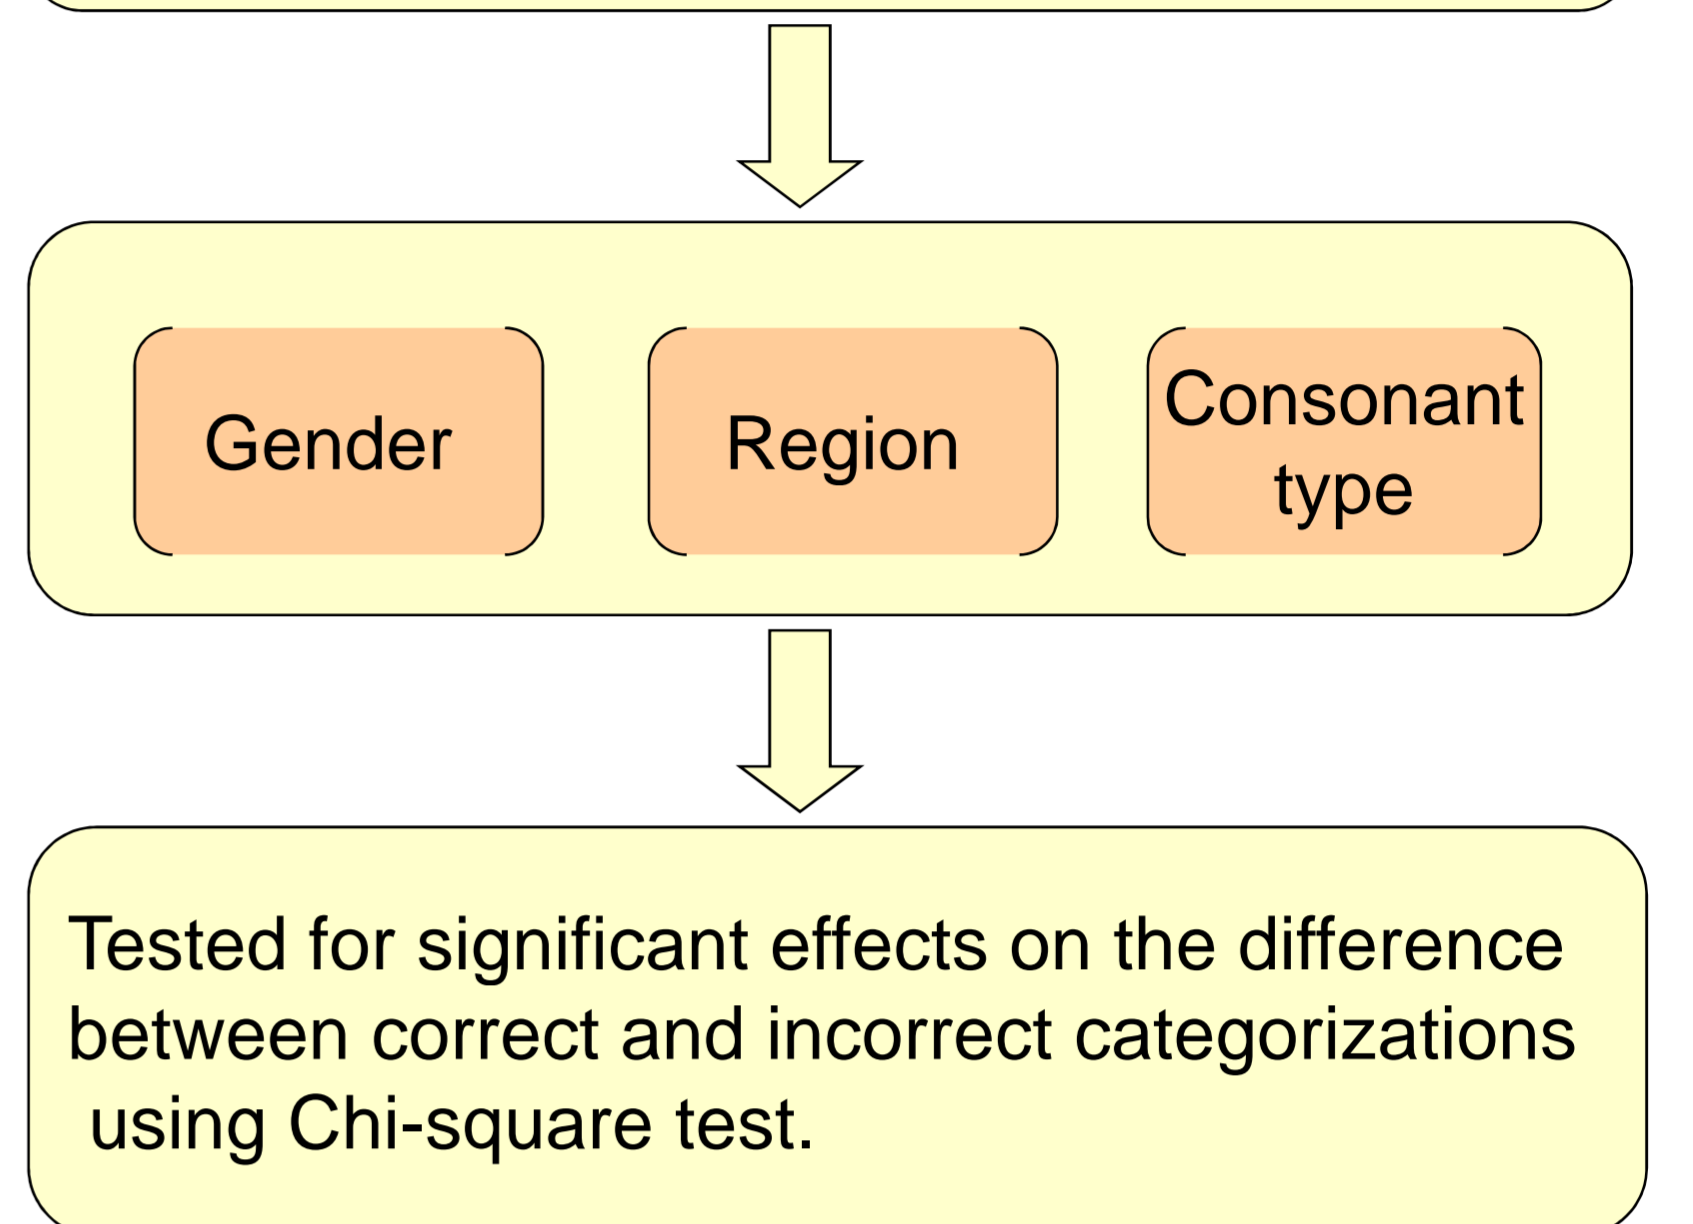 Gender
Region
Consonant
type
Tested for significant effects on the difference
between correct and incorrect categorizations
using Chi-square test.